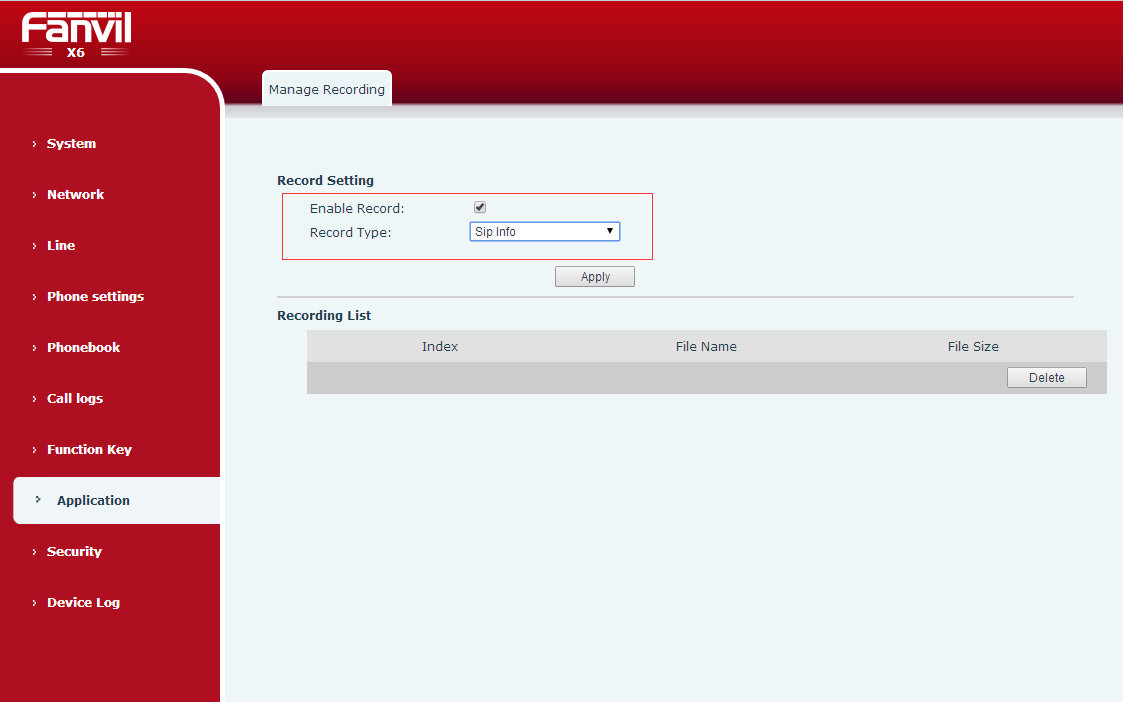 Fanvil
X6
Manage Recording
System
Network
Line
Phone settings
Phonebook
Call logs
Function Key
Application
Security
Device Log
Record Setting
Enable Record:
Record Type: Sip Info
Apply
Recording List
Index File Name File Size
Delete